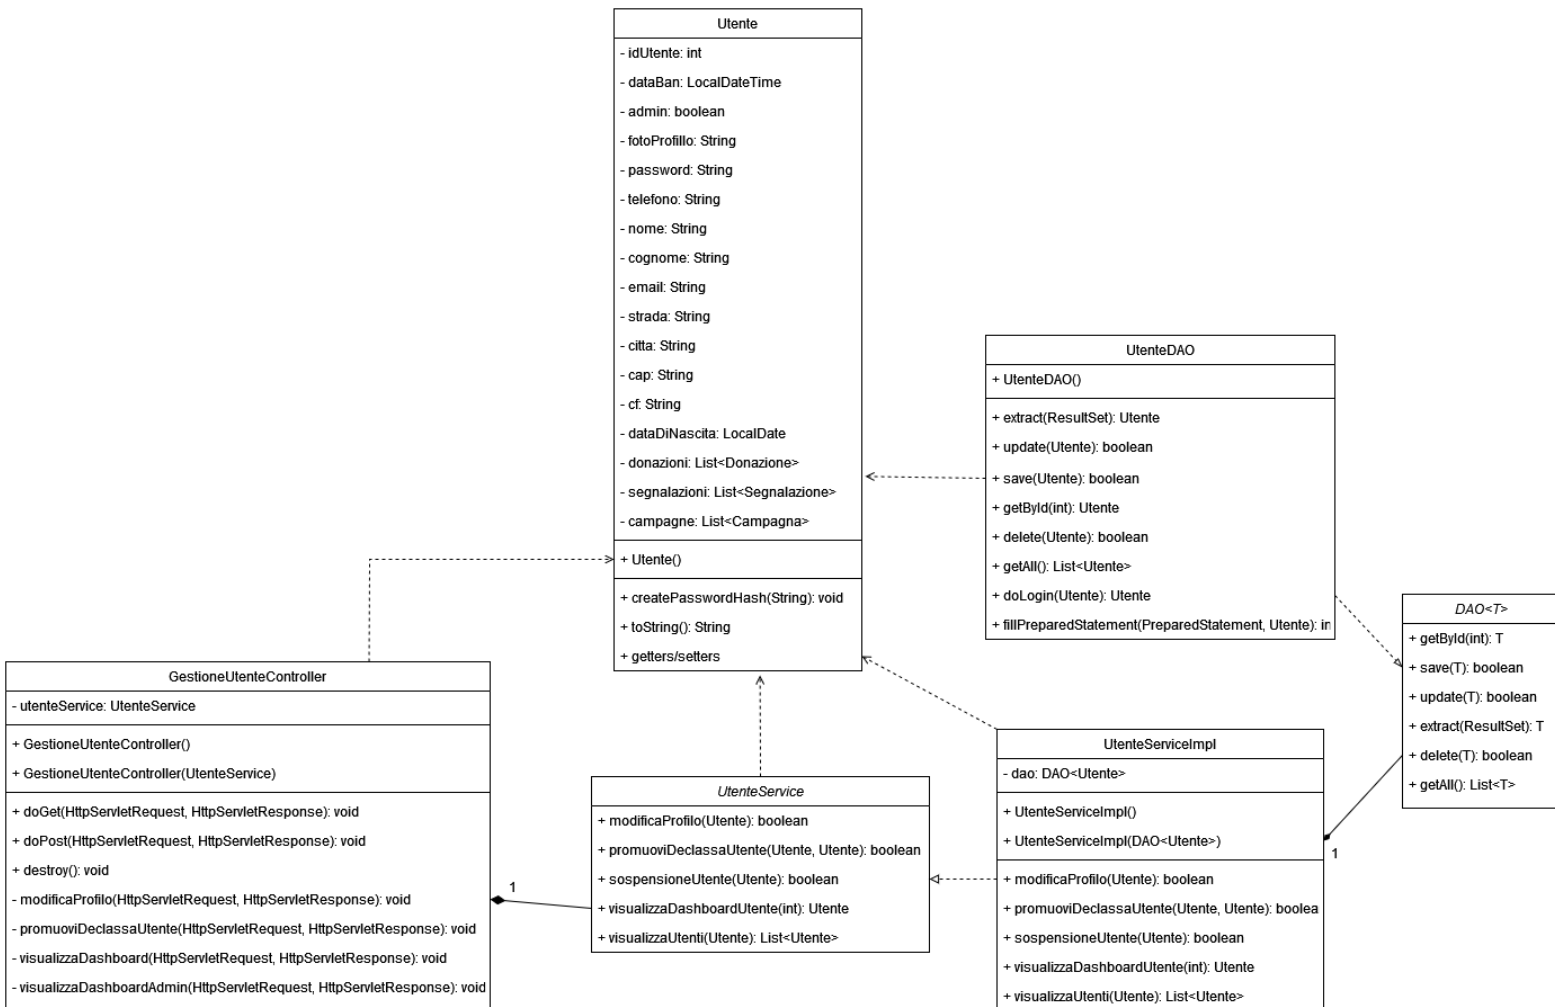 Utente
- idUtente: int
- dataBan: LocalDateTime
- admin: boolean
- fotoProfillo: String
- password: String
- telefono: String
- nome: String
- cognome: String
- email: String
- strada: String
- citta: String
- cap: String
- cf: String
- dataDiNascita: LocalDate
- donazioni: List<Donazione>
- segnalazioni: List<Segnalazione>
- campagne: List<Campagna>
+ Utente()
+ createPasswordHash(String): void
+ toString(): String
+ getters/setters
UtenteDAO
+ UtenteDAO()
+ extract(ResultSet): Utente
+ update(Utente): boolean
+ save(Utente): boolean
+ getById(int): Utente
+ delete(Utente): boolean
+ getAll(): List<Utente>
+ doLogin(Utente): Utente
+ fillPreparedStatement(PreparedStatement, Utente): in
DAO<T>
+ getById(int): T
+ save(T): boolean
+ update(T): boolean
+ extract(ResultSet): T
+ delete(T): boolean
+ getAll(): List<T>
GestioneUtenteController
- utenteService: UtenteService
+ GestioneUtenteController()
+ GestioneUtenteController(UtenteService)
+ doGet(HttpServletRequest, HttpServletResponse): void
+ doPost(HttpServletRequest, HttpServletResponse): void
+ destroy(): void
- modificaProfilo(HttpServletRequest, HttpServletResponse): void
- promuoviDeclassaUtente(HttpServletRequest, HttpServletResponse): void
- visualizzaDashboard(HttpServletRequest, HttpServletResponse): void
- visualizzaDashboardAdmin(HttpServletRequest, HttpServletResponse): void
1
UtenteService
+ modificaProfilo(Utente): boolean
+ promuoviDeclassaUtente(Utente, Utente): boolean
+ sospensioneUtente(Utente): boolean
+ visualizzaDashboardUtente(int): Utente
+ visualizzaUtenti(Utente): List<Utente>
UtenteServiceImpl
- dao: DAO<Utente>
+ UtenteServiceImpl()
+ UtenteServiceImpl(DAO<Utente>)
+ modificaProfilo(Utente): boolean
+ promuoviDeclassaUtente(Utente, Utente): boolea
+ sospensioneUtente(Utente): boolean
+ visualizzaDashboardUtente(int): Utente
+ visualizzaUtenti(Utente): List<Utente>
1